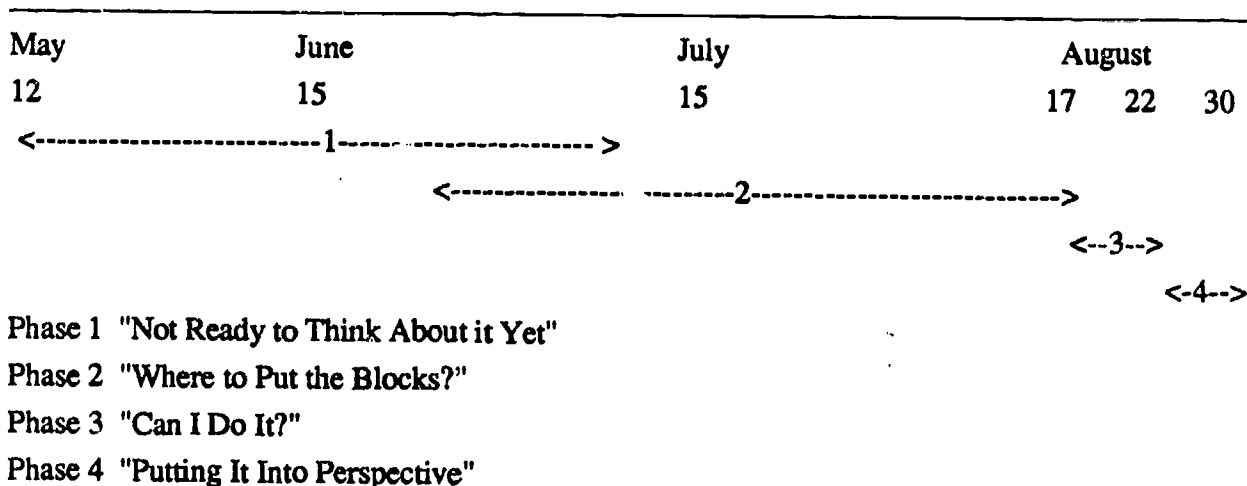 May June July August
12 15 15 17 22 30
<----------------------------1------------------------->
<----------------------------2------------------------------->
<--3-->
<-4-->
Phase 1 "Not Ready to Think About it Yet"
Phase 2 "Where to Put the Blocks?"
Phase 3 "Can I Do It?"
Phase 4 "Putting It Into Perspective"